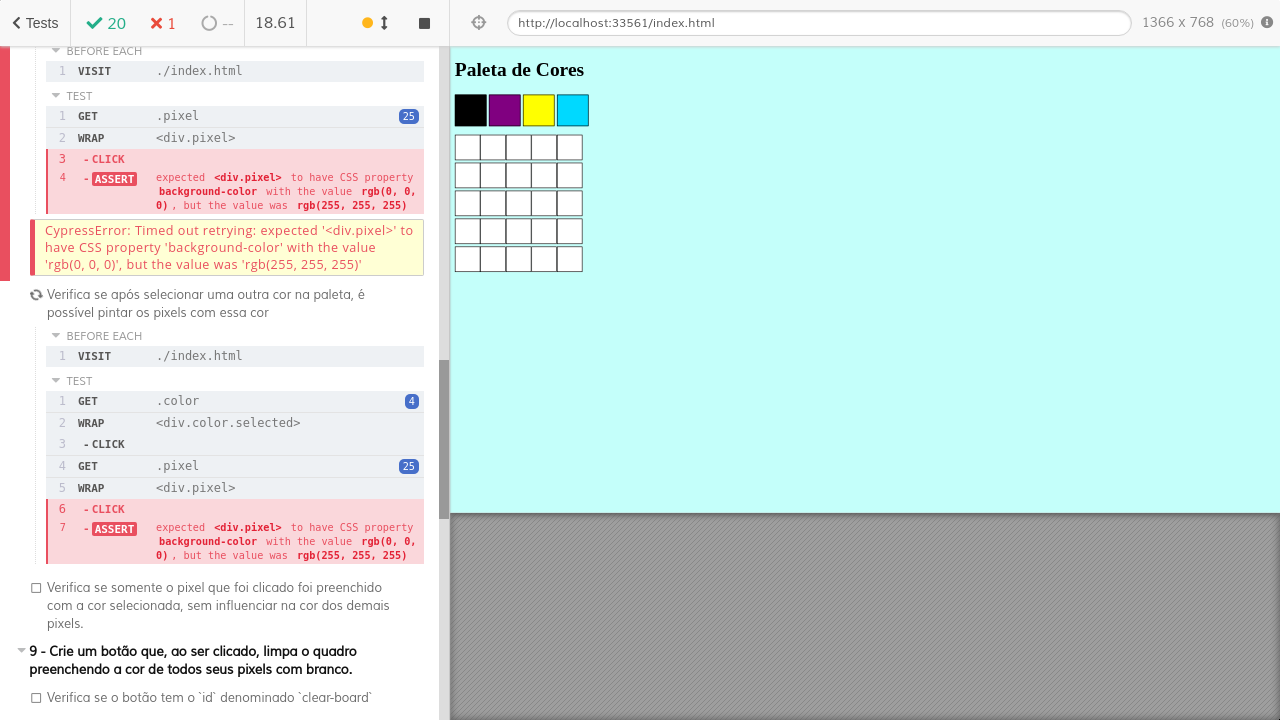 Tests
20
1
--
18.61
http://localhost:33561/index.html
1366 x 768 (60%)
BEFORE EACH
1 VISIT ./index.html
TEST
1 GET .pixel 25
2 WRAP <div.pixel>
3 - CLICK
4 - ASSERT expected <div.pixel> to have CSS property
background-color with the value rgb(0, 0,
0) , but the value was rgb(255, 255, 255)
CypressError: Timed out retrying: expected '<div.pixel>' to
have CSS property 'background-color' with the value
'rgb(0, 0, 0)', but the value was 'rgb(255, 255, 255)'
Verifica se após selecionar uma outra cor na paleta, é
possível pintar os pixels com essa cor
BEFORE EACH
1 VISIT ./index.html
TEST
1 GET .color 4
2 WRAP <div.color.selected>
3 - CLICK
4 GET .pixel 25
5 WRAP <div.pixel>
6 - CLICK
7 - ASSERT expected <div.pixel> to have CSS property
background-color with the value rgb(0, 0,
0) , but the value was rgb(255, 255, 255)
Verifica se somente o pixel que foi clicado foi preenchido
com a cor selecionada, sem influenciar na cor dos demais
pixels.
9 - Crie um botão que, ao ser clicado, limpa o quadro
preenchendo a cor de todos seus pixels com branco.
Verifica se o botão tem o `id` denominado `clear-board`
Paleta de Cores